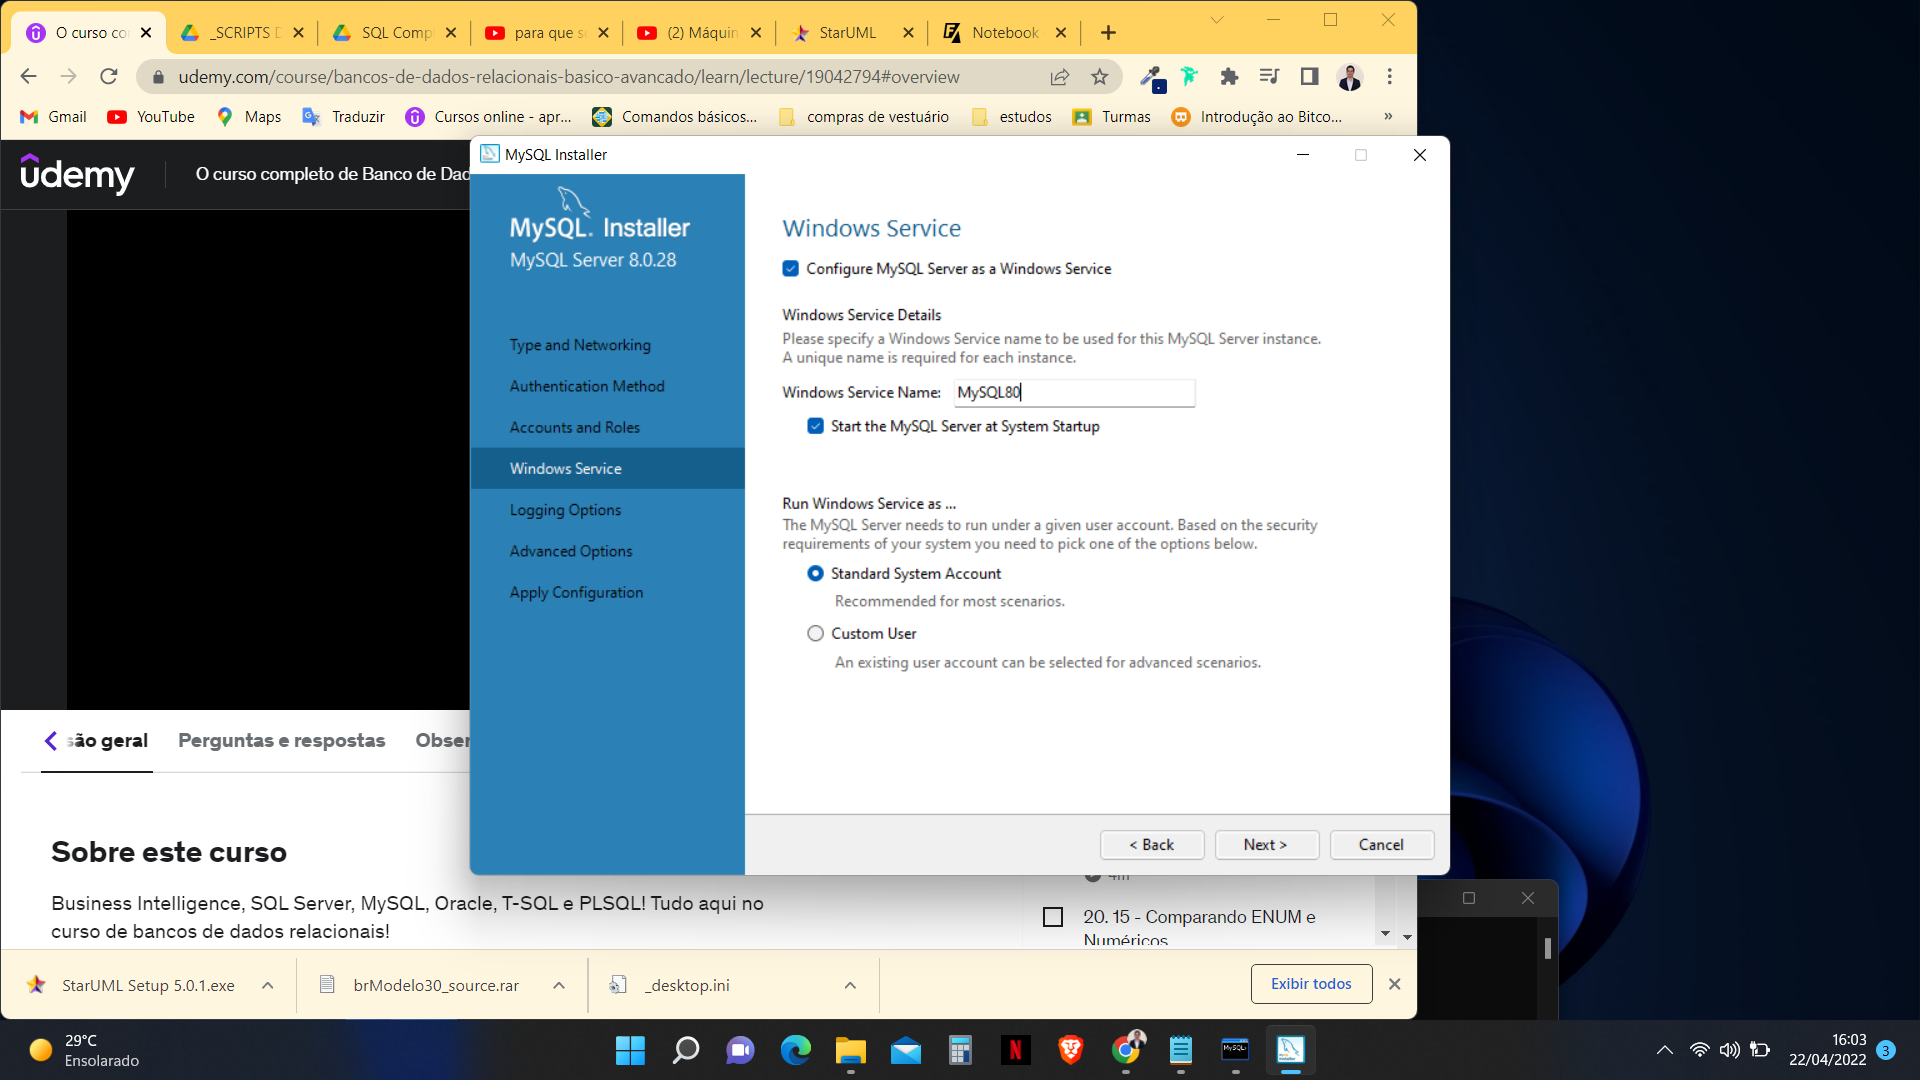 O curso co
_SCRIPTS D
SQL Comp
para que s
(2) Máquin
StarUML
Notebook
udemy.com/course/bancos-de-dados-relacionais-basico-avancado/learn/lecture/19042794#overview
Gmail
YouTube
Maps
Traduzir
Cursos online - apr...
Comandos básicos...
compras de vestuário
estudos
Turmas
Introdução ao Bitco...
»
udemy
O curso completo de Banco de Dad
MySQL Installer
MySQL. Installer
MySQL Server 8.0.28
Type and Networking
Authentication Method
Accounts and Roles
Windows Service
Logging Options
Advanced Options
Apply Configuration
Windows Service
Configure MySQL Server as a Windows Service
Windows Service Details
Please specify a Windows Service name to be used for this MySQL Server instance.
A unique name is required for each instance.
Windows Service Name: MySQL80
Start the MySQL Server at System Startup
Run Windows Service as ...
The MySQL Server needs to run under a given user account. Based on the security
requirements of your system you need to pick one of the options below.
Standard System Account
Recommended for most scenarios.
Custom User
An existing user account can be selected for advanced scenarios.
< Back
Next >
Cancel
são geral
Perguntas e respostas
Obser
Sobre este curso
Business Intelligence, SQL Server, MySQL, Oracle, T-SQL e PLSQL! Tudo aqui no
curso de bancos de dados relacionais!
20. 15 - Comparando ENUM e
Numéricos
StarUML Setup 5.0.1.exe
brModelo30_source.rar
_desktop.ini
Exibir todos
29°C
Ensolarado
N
MySQL
16:03
22/04/2022
3